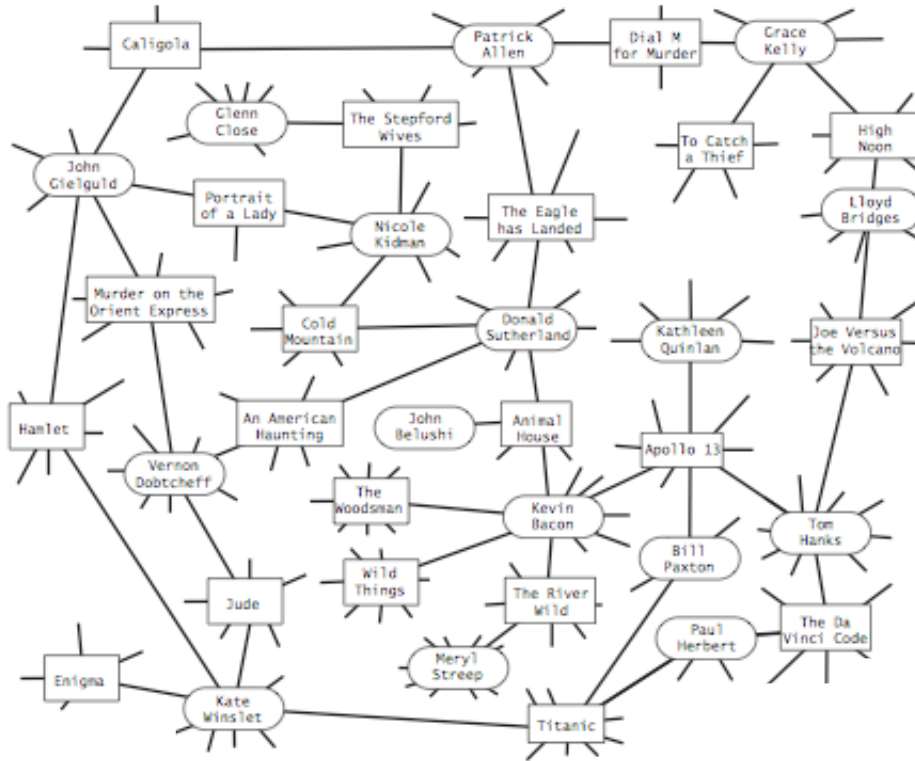 Caligola
Patrick
Allen
Dial M
for Murder
Grace
Kelly
Glenn
Close
The Stepford
Wives
To Catch
a Thief
High
Noon
John
Gielguld
Portrait
of a Lady
Nicole
Kidman
The Eagle
has Landed
Lloyd
Bridges
Murder on the
Orient Express
Cold
Mountain
Donald
Sutherland
Kathleen
Quinlan
Joe Versus
the Volcano
Hamlet
An American
Haunting
John
Belushi
Animal
House
Apollo 13
Vernon
Dobtcheff
The
Woodsman
Kevin
Bacon
Tom
Hanks
Bill
Paxton
Wild
Things
Jude
The River
Wild
Paul
Herbert
The Da
Vinci Code
Meryl
Streep
Enigma
Kate
Winslet
Titanic